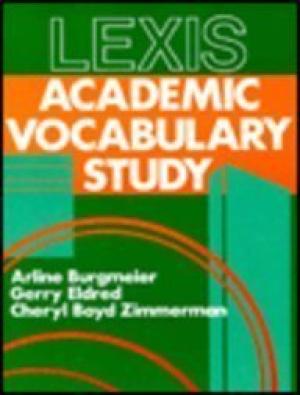 LEXIS
ACADEMIC
VOCABULARY
STUDY
Arline Burgmeier
Gerry Eldred
Cheryl Boyd Zimmerman